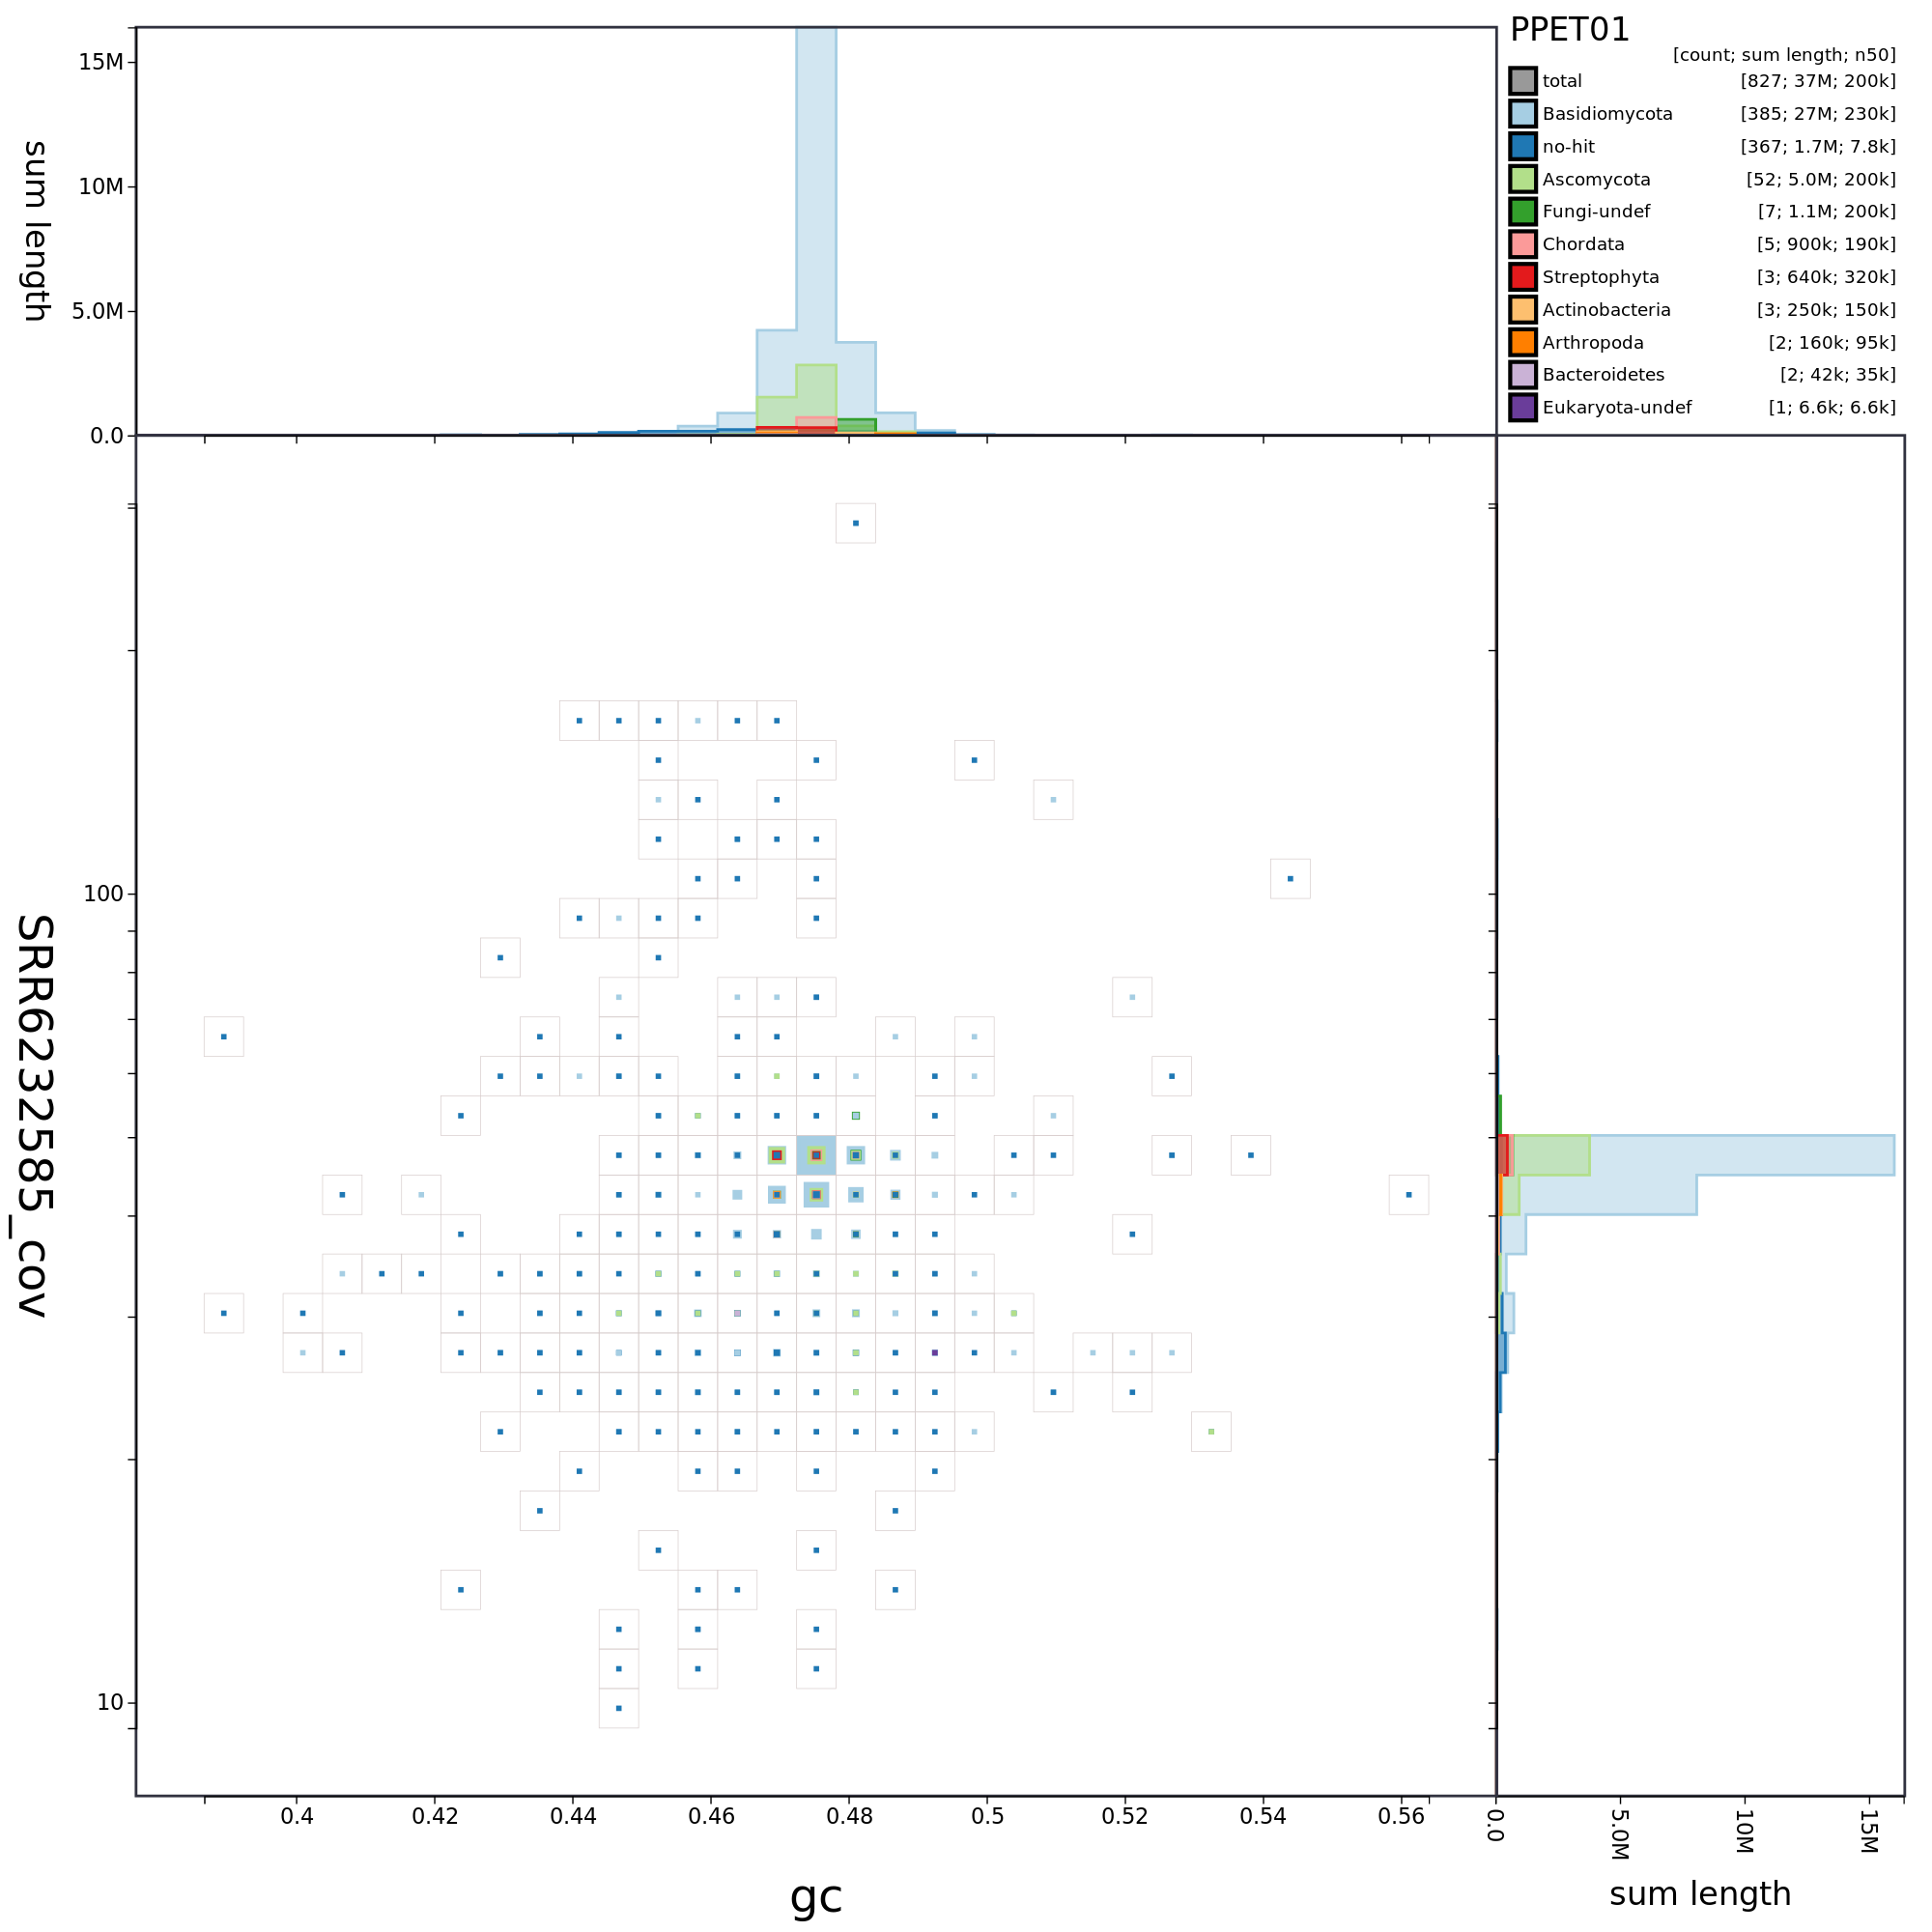 PPET01
[count; sum length; n50]
total [827; 37M; 200k]
Basidiomycota [385; 27M; 230k]
no-hit [367; 1.7M; 7.8k]
Ascomycota [52; 5.0M; 200k]
Fungi-undef [7; 1.1M; 200k]
Chordata [5; 900k; 190k]
Streptophyta [3; 640k; 320k]
Actinobacteria [3; 250k; 150k]
Arthropoda [2; 160k; 95k]
Bacteroidetes [2; 42k; 35k]
Eukaryota-undef [1; 6.6k; 6.6k]
sum length
15M
10M
5.0M
0.0
SRR6232585_cov
100
10
0.4 0.42 0.44 0.46 0.48 0.5 0.52 0.54 0.56
gc
0.0 5.0M 10M 15M
sum length